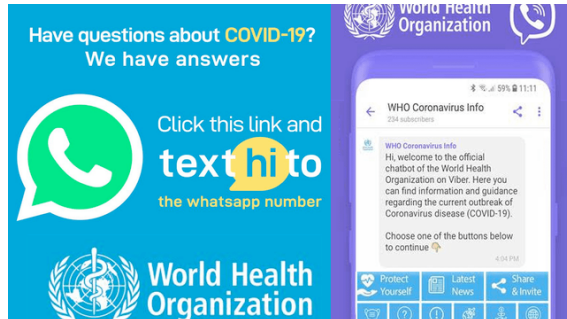 Have questions about COVID-19?
We have answers
Click this link and
text hi to
the whatsapp number
World Health
Organization
World Health
Organization
59% 11:11
WHO Coronavirus Info
234 subscribers
WHO Coronavirus Info
Hi, welcome to the official
chatbot of the World Health
Organization on Viber. Here you
can find information and guidance
regarding the current outbreak of
Coronavirus disease (COVID-19).
Choose one of the buttons below
to continue
4:04 PM
Protect
Yourself
Latest
News
Share
& Invite